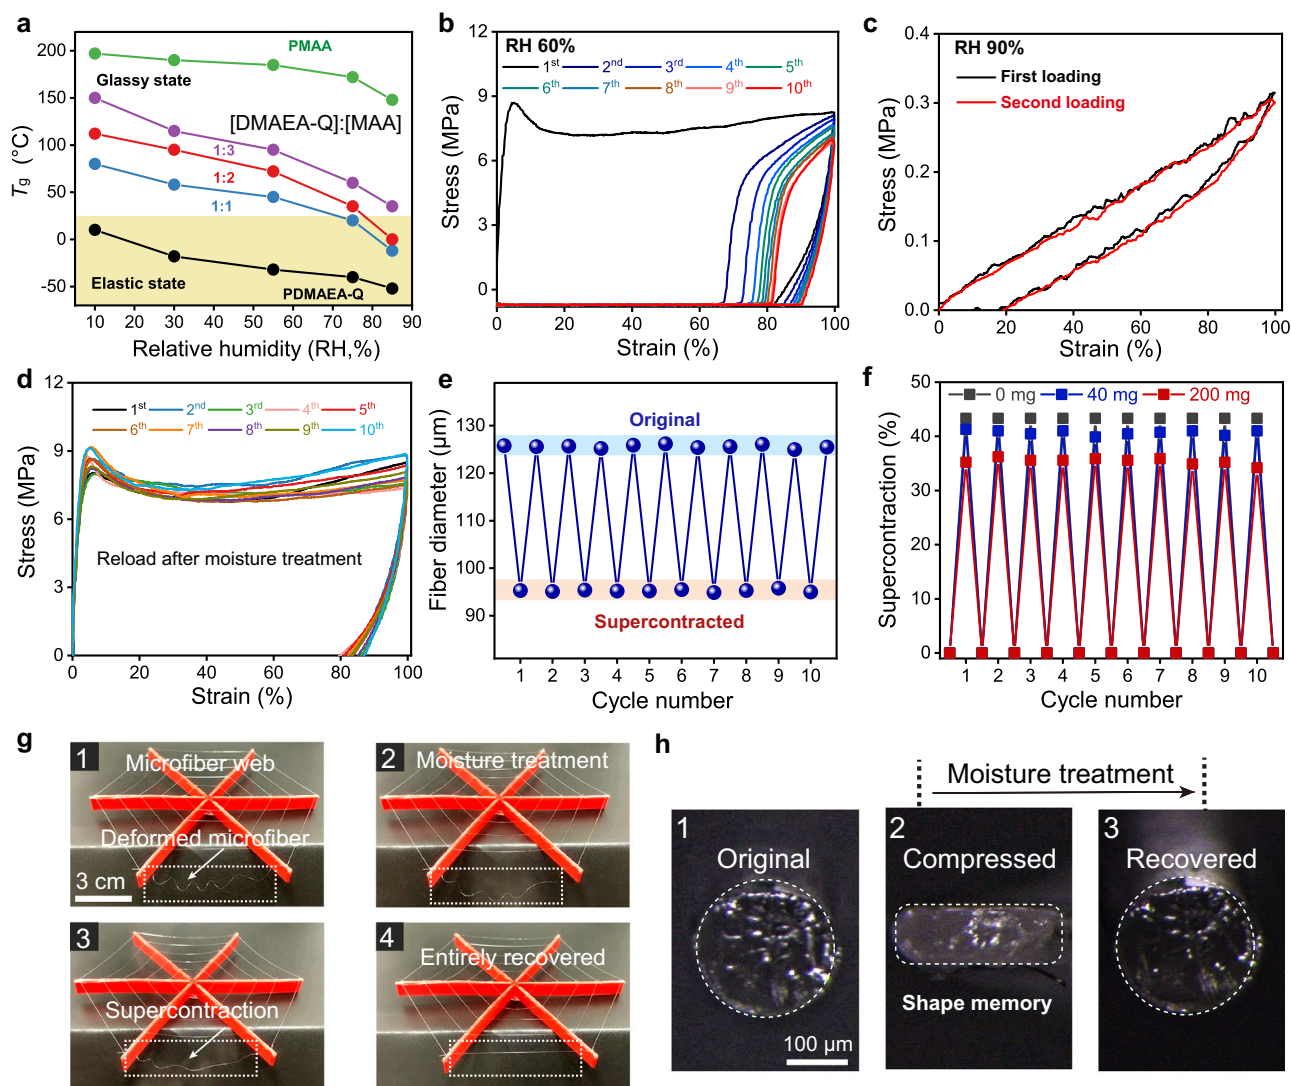 a
200
150
100
50
0
-50
Tg (°C)
PMAA
Glassy state
[DMAEA-Q]:[MAA]
1:3
1:2
1:1
Elastic state
PDMAEA-Q
10 20 30 40 50 60 70 80 90
Relative humidity (RH,%)
b
12
9
6
3
0
Stress (MPa)
RH 60%
1st 2nd 3rd 4th 5th
6th 7th 8th 9th 10th
0 20 40 60 80 100
Strain (%)
c
0.4
0.3
0.2
0.1
0.0
Stress (MPa)
RH 90%
First loading
Second loading
0 20 40 60 80 100
Strain (%)
d
12
9
6
3
0
Stress (MPa)
1st 2nd 3rd 4th 5th
6th 7th 8th 9th 10th
Reload after moisture treatment
0 20 40 60 80 100
Strain (%)
e
130
120
110
100
90
Fiber diameter (µm)
Original
Supercontracted
1 2 3 4 5 6 7 8 9 10
Cycle number
f
50
40
30
20
10
0
Supercontraction (%)
0 mg 40 mg 200 mg
1 2 3 4 5 6 7 8 9 10
Cycle number
g
1
Microfiber web
Deformed microfiber
3 cm
2
Moisture treatment
3
Supercontraction
4
Entirely recovered
h
Moisture treatment
1
Original
100 µm
2
Compressed
Shape memory
3
Recovered